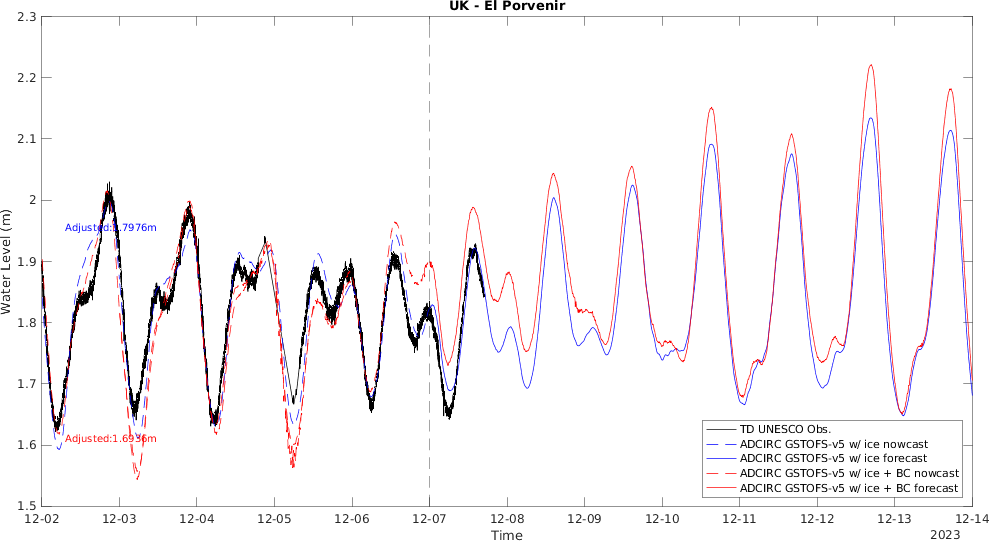 UK - El Porvenir
2.3
2.2
2.1
2
1.9
1.8
1.7
1.6
1.5
Water Level (m)
Adjusted:1.6936m
TD UNESCO Obs.
ADCIRC GSTOFS-v5 w/ ice nowcast
ADCIRC GSTOFS-v5 w/ ice forecast
ADCIRC GSTOFS-v5 w/ ice + BC nowcast
ADCIRC GSTOFS-v5 w/ ice + BC forecast
12-02 12-03 12-04 12-05 12-06 12-07 12-08 12-09 12-10 12-11 12-12 12-13 12-14
Time
2023